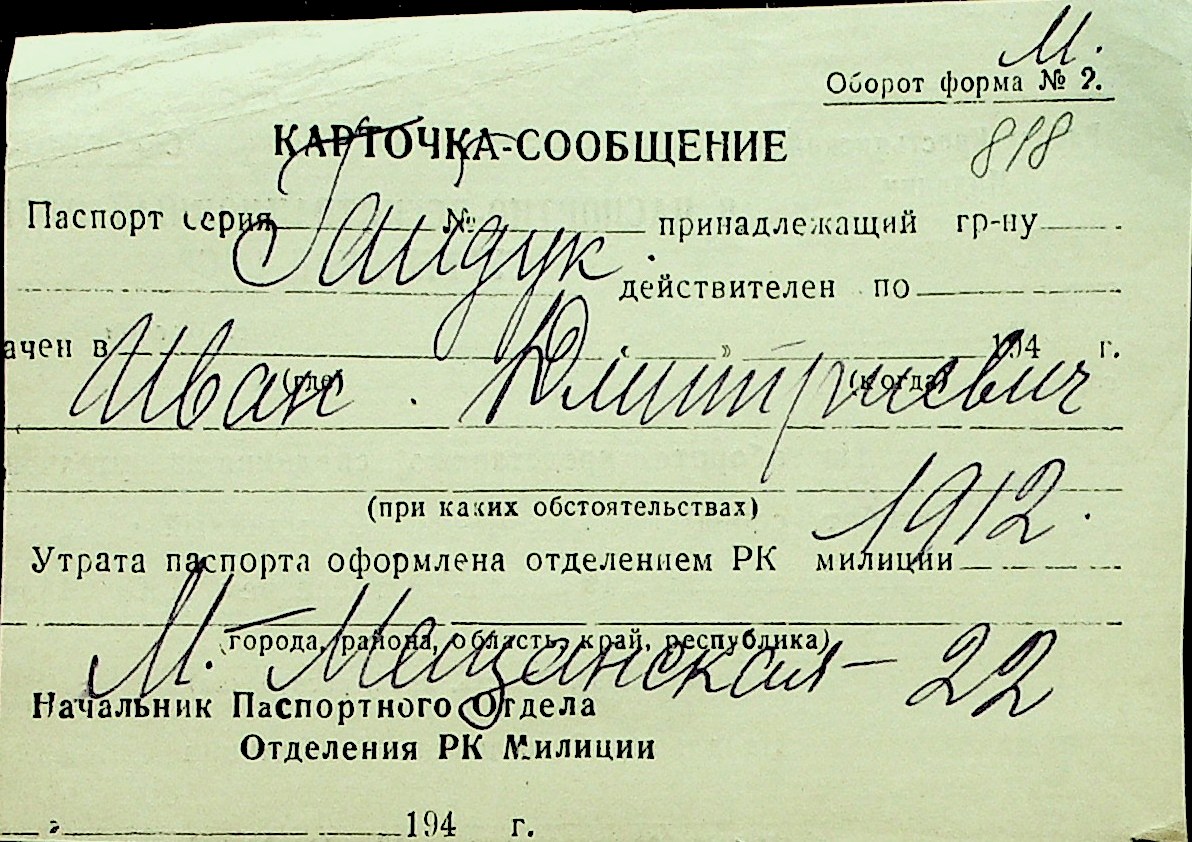 М.
Оборот форма № 2.
КАРТОЧКА-СООБЩЕНИЕ
818
Паспорт серия № принадлежащий гр-ну
Гайдук.
действителен по
ачен в " " 194 г.
(где) (когда)
Иван Дмитриевич
(при каких обстоятельствах)
1912.
Утрата паспорта оформлена отделением РК милиции
(города, района, область, край, республика)
М. Мещанская – 22
Начальник Паспортного Отдела
Отделения РК Милиции
" 194 г.